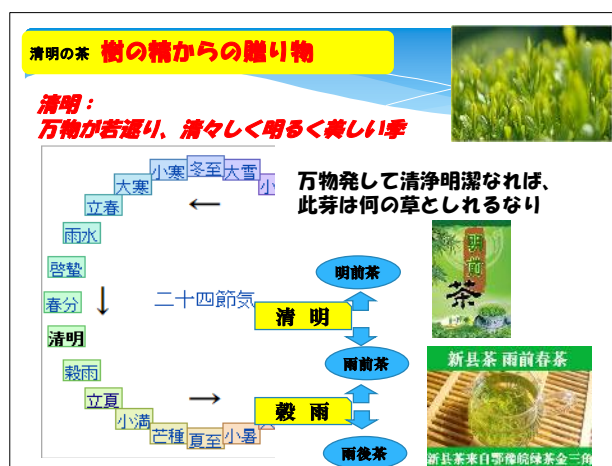 清明の茶 樹の精からの贈り物
清明：
万物が若返り、清々しく明るく美しい季
万物発して清浄明潔なれば、
此芽は何の草としれるなり
小寒 冬至 大雪 小
大寒
立春
雨水
啓蟄
春分
清明
穀雨
立夏
小満
芒種
夏至
小暑
←
↓
→
二十四節気
明前茶
清 明
雨前茶
穀 雨
雨後茶
明前
茶
新县茶 雨前春茶
新县茶来自鄂豫皖绿茶金三角